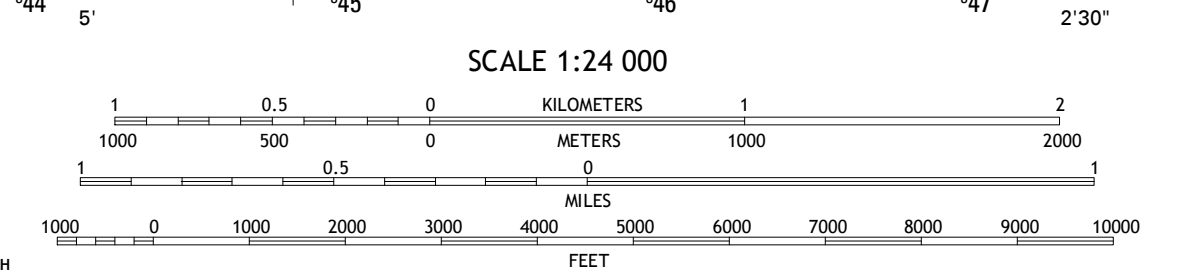 ⁰44 ⁰45 ⁰46 ⁰47
5' 2'30"
SCALE 1:24 000
1 0.5 0 KILOMETERS 1 2
1000 500 0 METERS 1000 2000
1 0.5 0 1
MILES
1000 0 1000 2000 3000 4000 5000 6000 7000 8000 9000 10000
H FEET